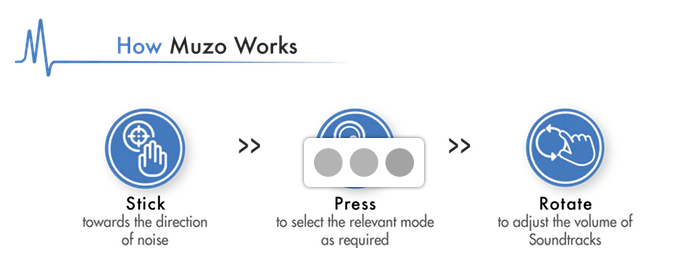 How Muzo Works
Stick
towards the direction
of noise
Press
to select the relevant mode
as required
Rotate
to adjust the volume of
Soundtracks